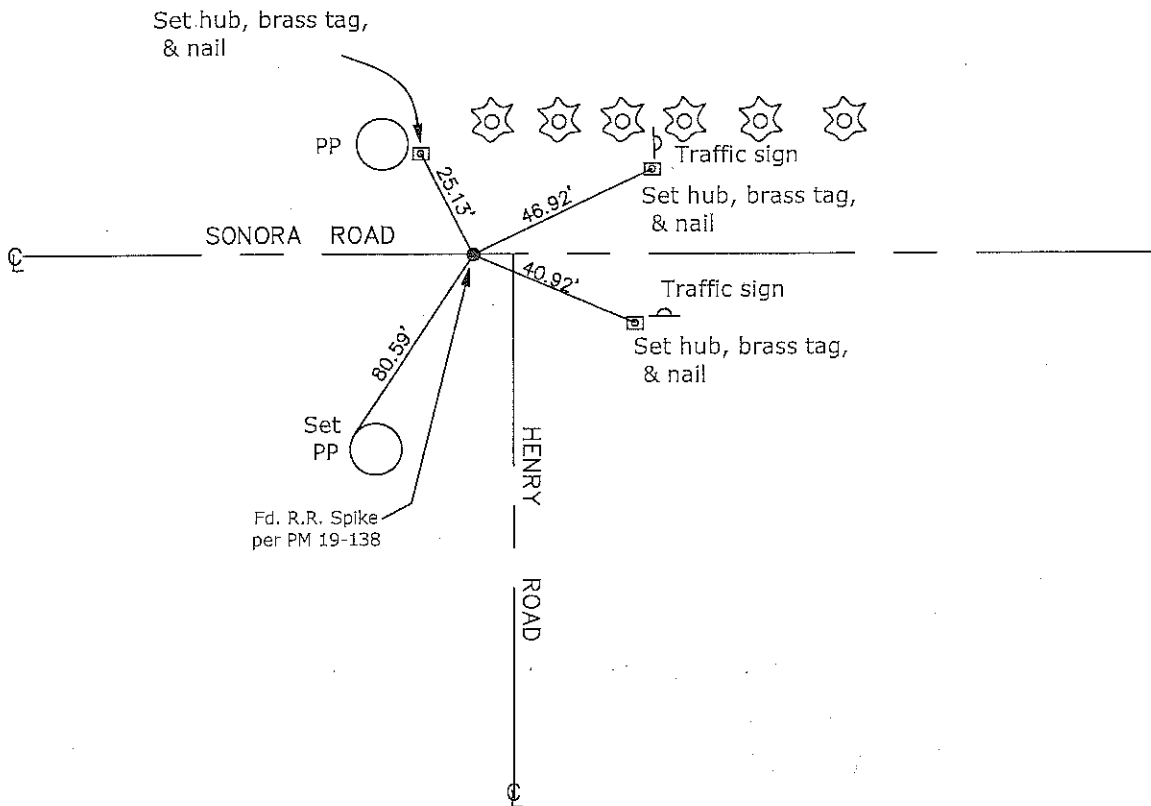 Set hub, brass tag,
& nail
PP
25.13'
46.92'
Traffic sign
Set hub, brass tag,
& nail
SONORA ROAD
℄
40.92'
Traffic sign
Set hub, brass tag,
& nail
80.59'
Set
PP
HENRY ROAD
Fd. R.R. Spike
per PM 19-138
℄